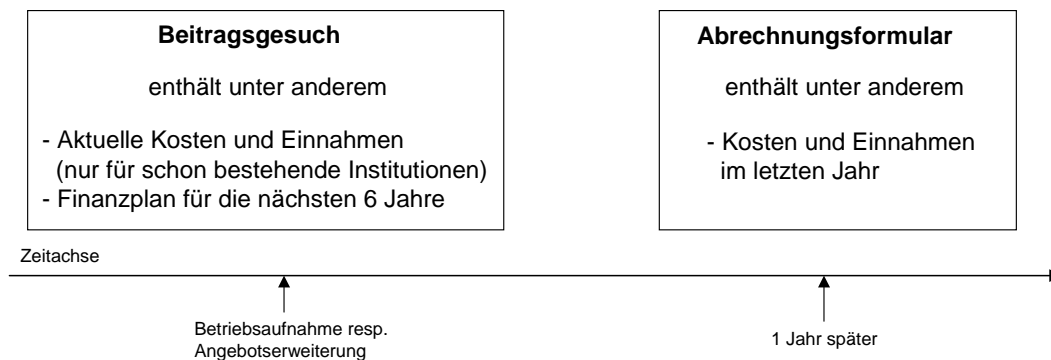 Beitragsgesuch
enthält unter anderem
- Aktuelle Kosten und Einnahmen
(nur für schon bestehende Institutionen)
- Finanzplan für die nächsten 6 Jahre
Abrechnungsformular
enthält unter anderem
- Kosten und Einnahmen
im letzten Jahr
Zeitachse
Betriebsaufnahme resp.
Angebotserweiterung
1 Jahr später